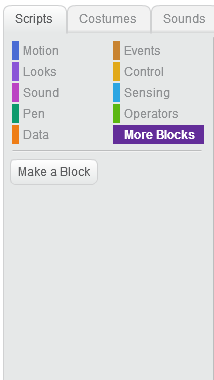 Scripts Costumes Sounds
Motion Events
Looks Control
Sound Sensing
Pen Operators
Data More Blocks
Make a Block